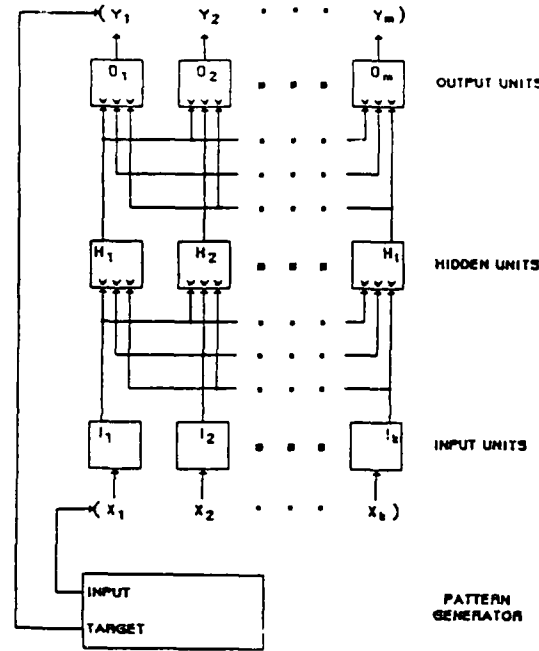 ( Y1 Y2 · · · Ym )
O1 O2 Om OUTPUT UNITS
H1 H2 Hl HIDDEN UNITS
I1 I2 Ik INPUT UNITS
( X1 X2 · · · Xk )
INPUT
TARGET
PATTERN
GENERATOR